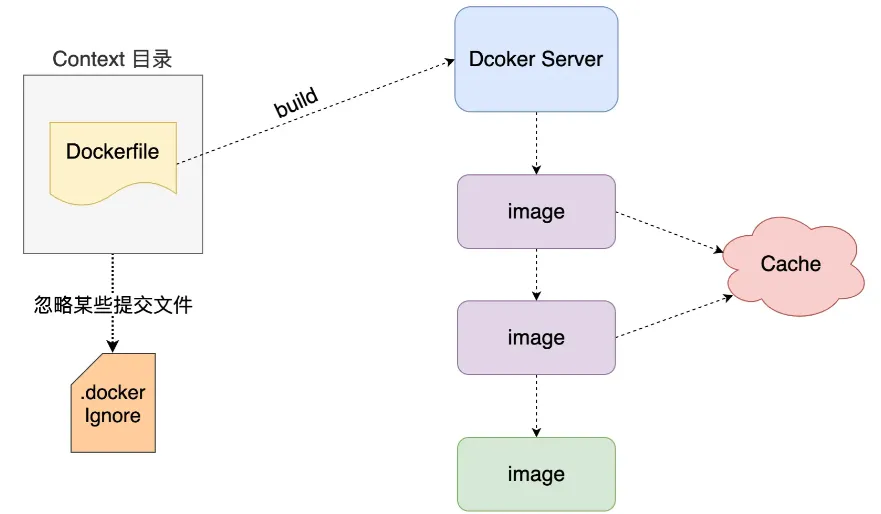 Context 目录
Dockerfile
build
Dcoker Server
image
Cache
image
忽略某些提交文件
.docker
Ignore
image